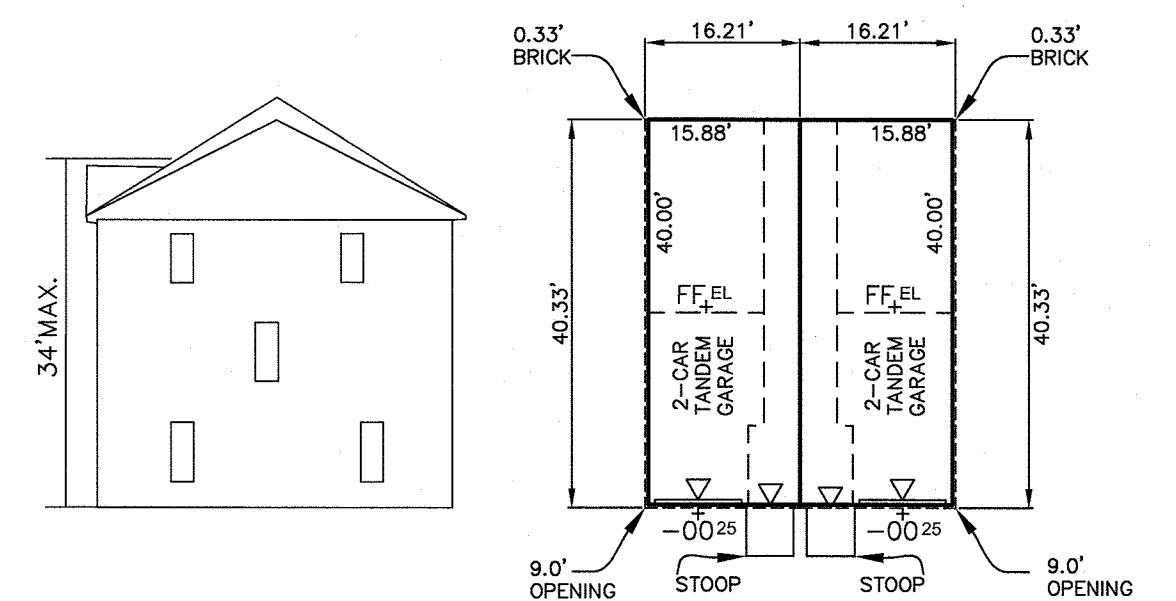 34'MAX.
0.33'
BRICK
16.21'
16.21'
0.33'
BRICK
15.88'
15.88'
40.00'
40.00'
40.33'
40.33'
FF EL
FF EL
2-CAR
TANDEM
GARAGE
2-CAR
TANDEM
GARAGE
-00 25
-00 25
9.0'
OPENING
STOOP
STOOP
9.0'
OPENING